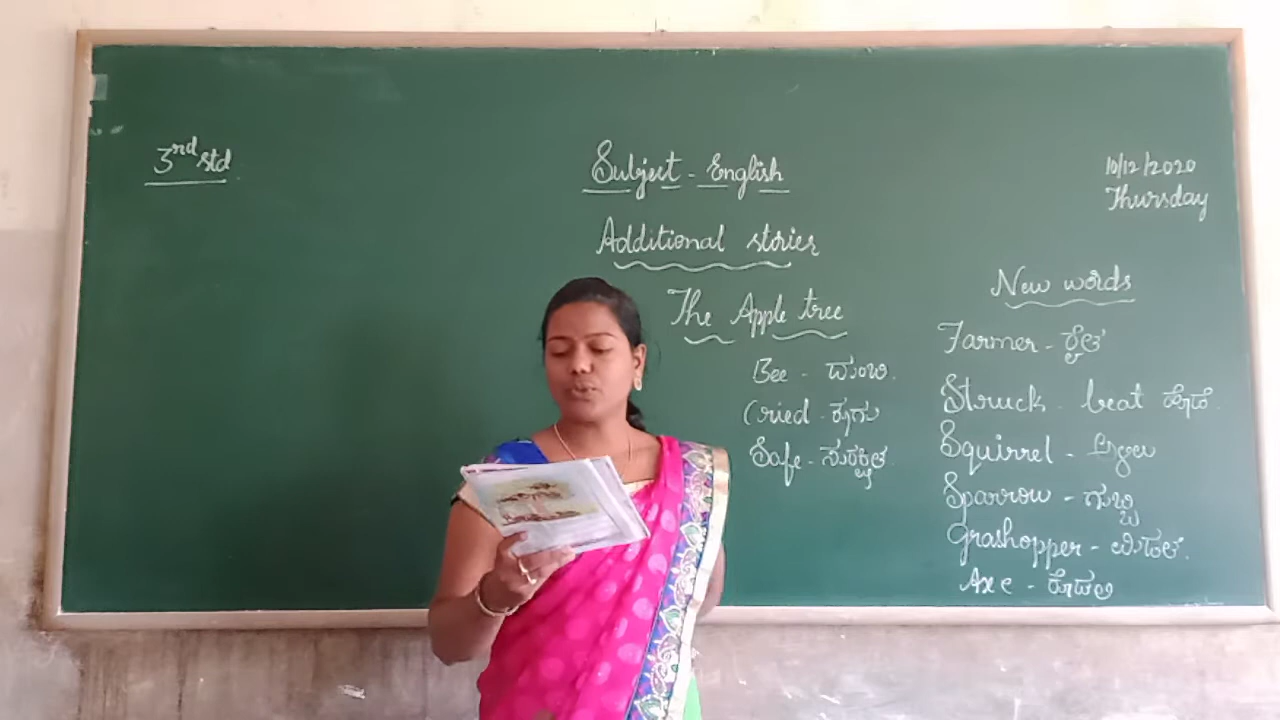 3rd std
Subject - English
10/12/2020
Thursday
Additional stories
The Apple tree
Bee - ದುಂಬಿ.
Cried - ಕೂಗು
Safe - ಸುರಕ್ಷಿತ
New words
Farmer - ರೈತ
Struck - beat ಹೊಡೆ.
Squirrel - ಅಳಿಲು
Sparrow - ಗುಬ್ಬಿ
Grashopper - ಮಿಡತೆ.
Axe - ಕೊಡಲಿ